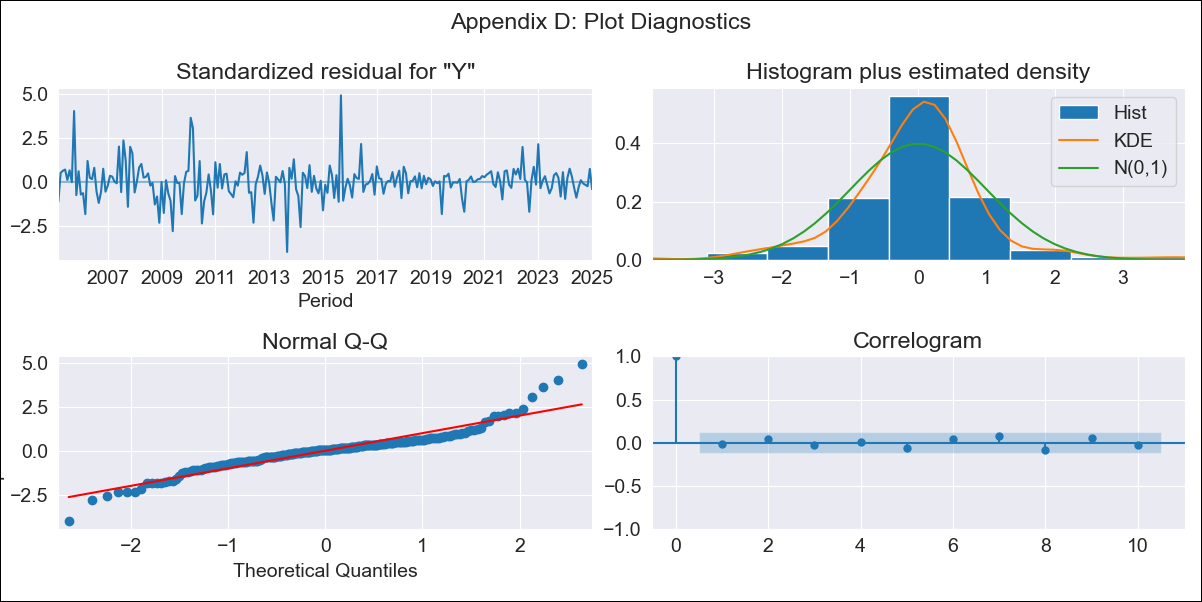 Appendix D: Plot Diagnostics
Standardized residual for "Y"
5.0
2.5
0.0
−2.5
2007 2009 2011 2013 2015 2017 2019 2021 2023 2025
Period
Histogram plus estimated density
Hist
KDE
N(0,1)
0.4
0.2
0.0
−3 −2 −1 0 1 2 3
Normal Q-Q
5.0
2.5
0.0
−2.5
−2 −1 0 1 2
Theoretical Quantiles
Correlogram
1.0
0.5
0.0
−0.5
−1.0
0 2 4 6 8 10